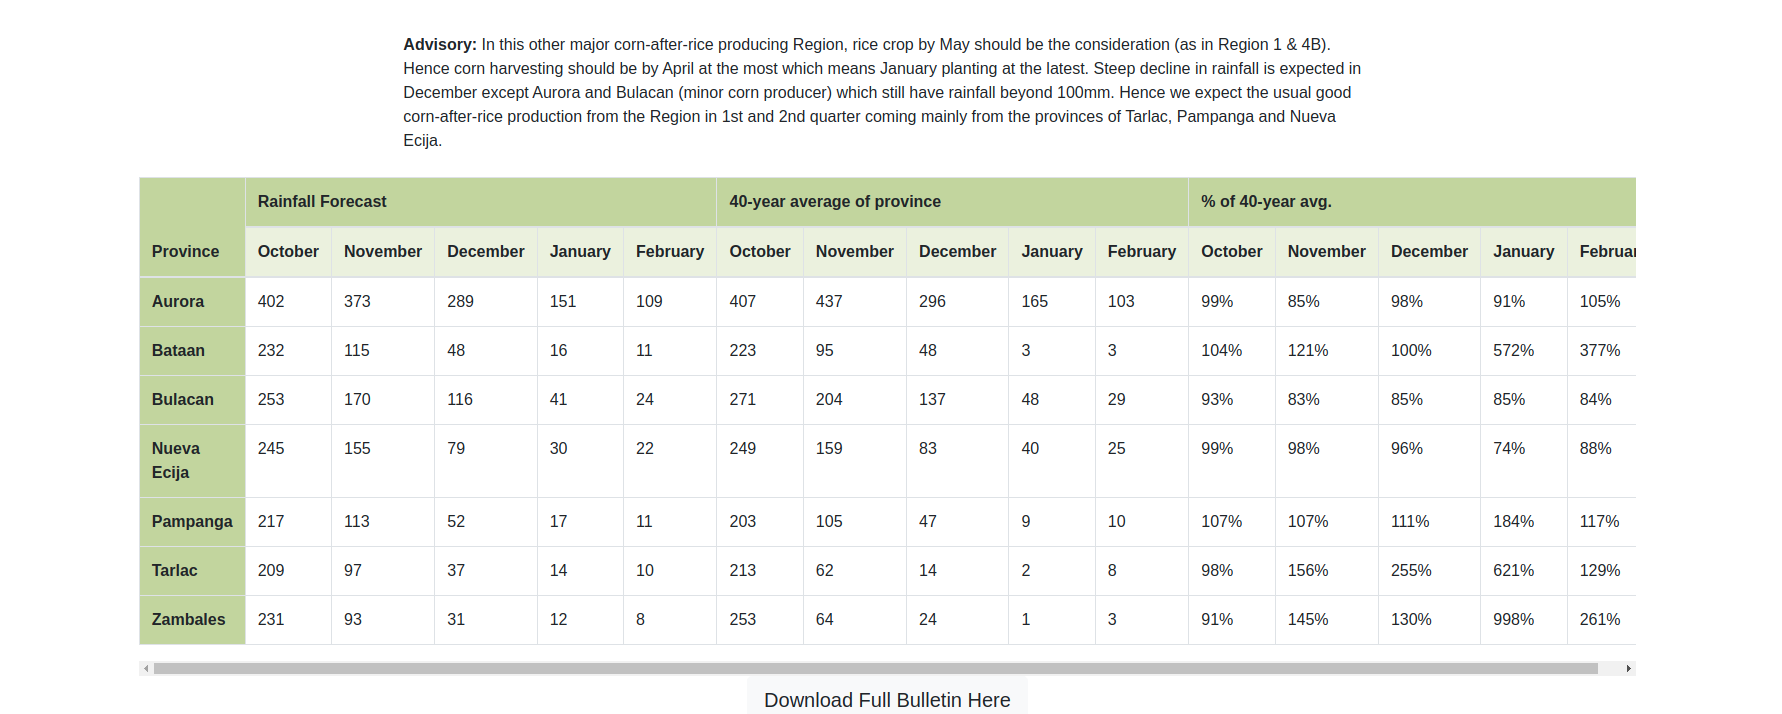 Advisory: In this other major corn-after-rice producing Region, rice crop by May should be the consideration (as in Region 1 & 4B).
Hence corn harvesting should be by April at the most which means January planting at the latest. Steep decline in rainfall is expected in
December except Aurora and Bulacan (minor corn producer) which still have rainfall beyond 100mm. Hence we expect the usual good
corn-after-rice production from the Region in 1st and 2nd quarter coming mainly from the provinces of Tarlac, Pampanga and Nueva
Ecija.
Rainfall Forecast 40-year average of province % of 40-year avg.
Province October November December January February October November December January February October November December January Februar
Aurora 402 373 289 151 109 407 437 296 165 103 99% 85% 98% 91% 105%
Bataan 232 115 48 16 11 223 95 48 3 3 104% 121% 100% 572% 377%
Bulacan 253 170 116 41 24 271 204 137 48 29 93% 83% 85% 85% 84%
Nueva 245 155 79 30 22 249 159 83 40 25 99% 98% 96% 74% 88%
Ecija
Pampanga 217 113 52 17 11 203 105 47 9 10 107% 107% 111% 184% 117%
Tarlac 209 97 37 14 10 213 62 14 2 8 98% 156% 255% 621% 129%
Zambales 231 93 31 12 8 253 64 24 1 3 91% 145% 130% 998% 261%
Download Full Bulletin Here